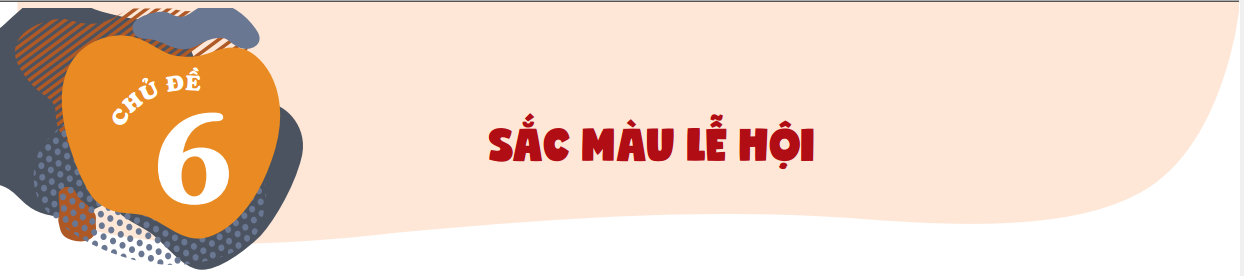 CHỦ ĐỀ
6
SẮC MÀU LỄ HỘI